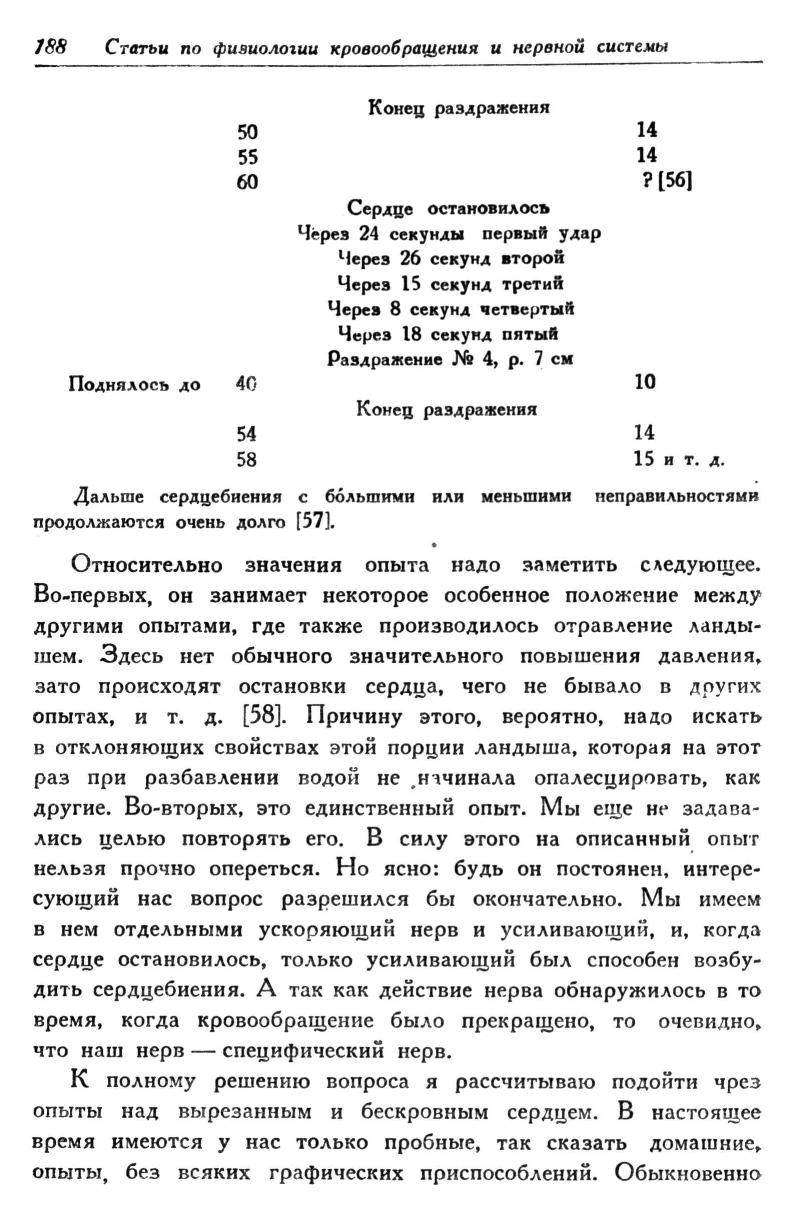 188 Статьи по физиологии кровообращения и нервной системы
Конец раздражения
50 14
55 14
60 ? [56]
Сердце остановилось
Через 24 секунды первый удар
Через 26 секунд второй
Через 15 секунд третий
Через 8 секунд четвертый
Через 18 секунд пятый
Раздражение № 4, р. 7 см
Поднялось до 40 10
Конец раздражения
54 14
58 15 и т. д.
Дальше сердцебиения с бо́льшими или меньшими неправильностями
продолжаются очень долго [57].
Относительно значения опыта надо заметить следующее.
Во-первых, он занимает некоторое особенное положение между
другими опытами, где также производилось отравление ланды-
шем. Здесь нет обычного значительного повышения давления,
зато происходят остановки сердца, чего не бывало в других
опытах, и т. д. [58]. Причину этого, вероятно, надо искать
в отклоняющих свойствах этой порции ландыша, которая на этот
раз при разбавлении водой не начинала опалесцировать, как
другие. Во-вторых, это единственный опыт. Мы еще не задава-
лись целью повторять его. В силу этого на описанный опыт
нельзя прочно опереться. Но ясно: будь он постоянен, интере-
сующий нас вопрос разрешился бы окончательно. Мы имеем
в нем отдельными ускоряющий нерв и усиливающий, и, когда
сердце остановилось, только усиливающий был способен возбу-
дить сердцебиения. А так как действие нерва обнаружилось в то
время, когда кровообращение было прекращено, то очевидно,
что наш нерв — специфический нерв.
К полному решению вопроса я рассчитываю подойти чрез
опыты над вырезанным и бескровным сердцем. В настоящее
время имеются у нас только пробные, так сказать домашние,
опыты, без всяких графических приспособлений. Обыкновенно